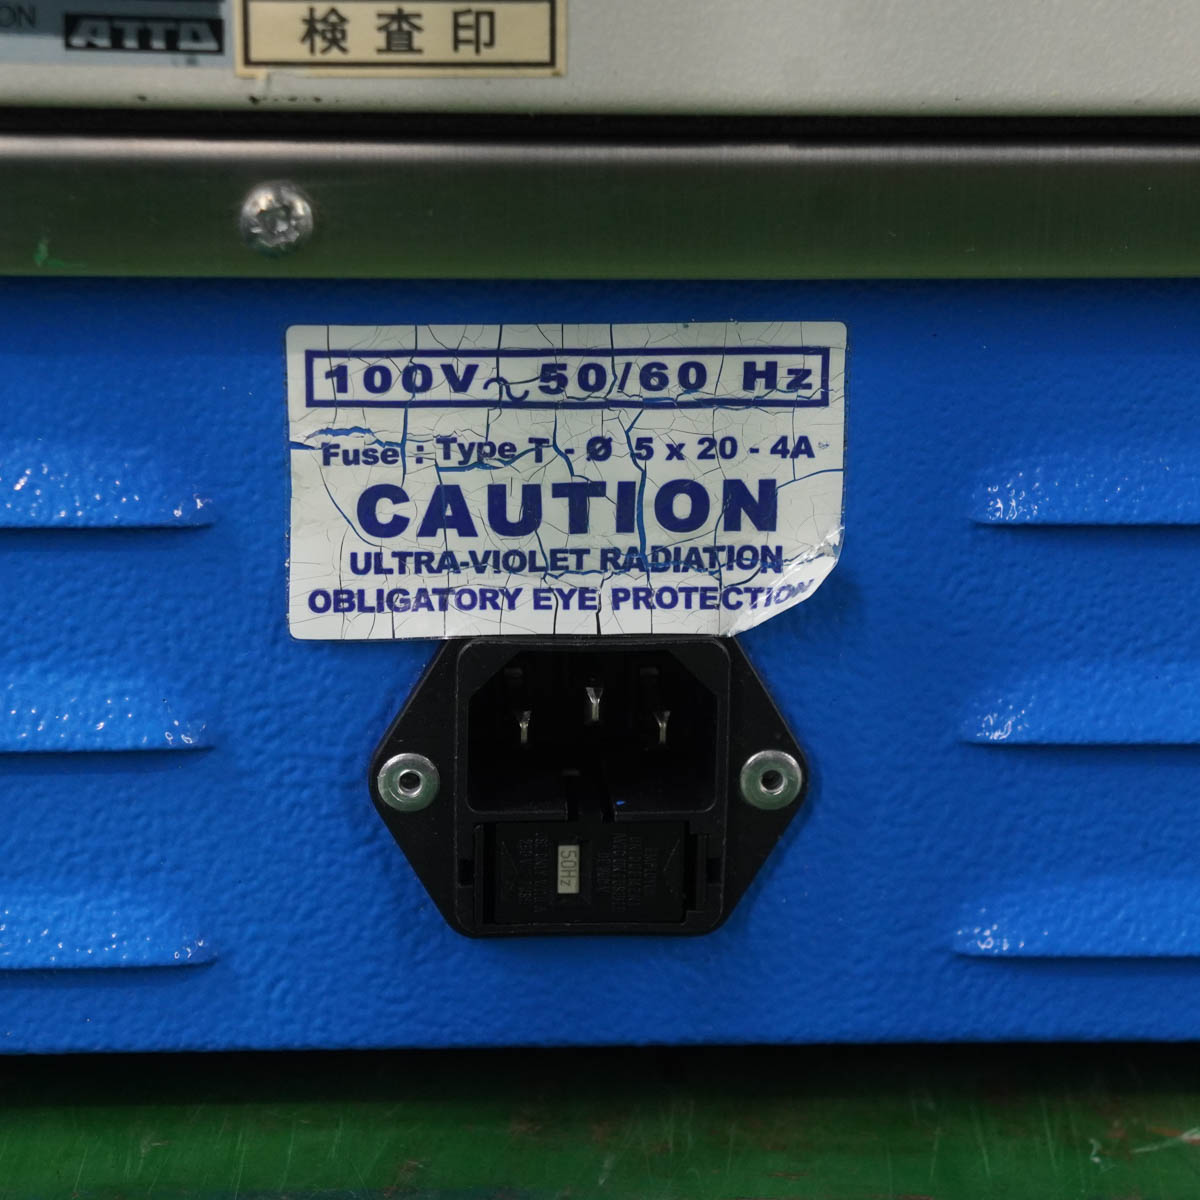 ON
ATTO
検査印
100V~50/60 Hz
Fuse : Type T - Ø 5 x 20 - 4A
CAUTION
ULTRA-VIOLET RADIATION
OBLIGATORY EYE PROTECTION
50Hz